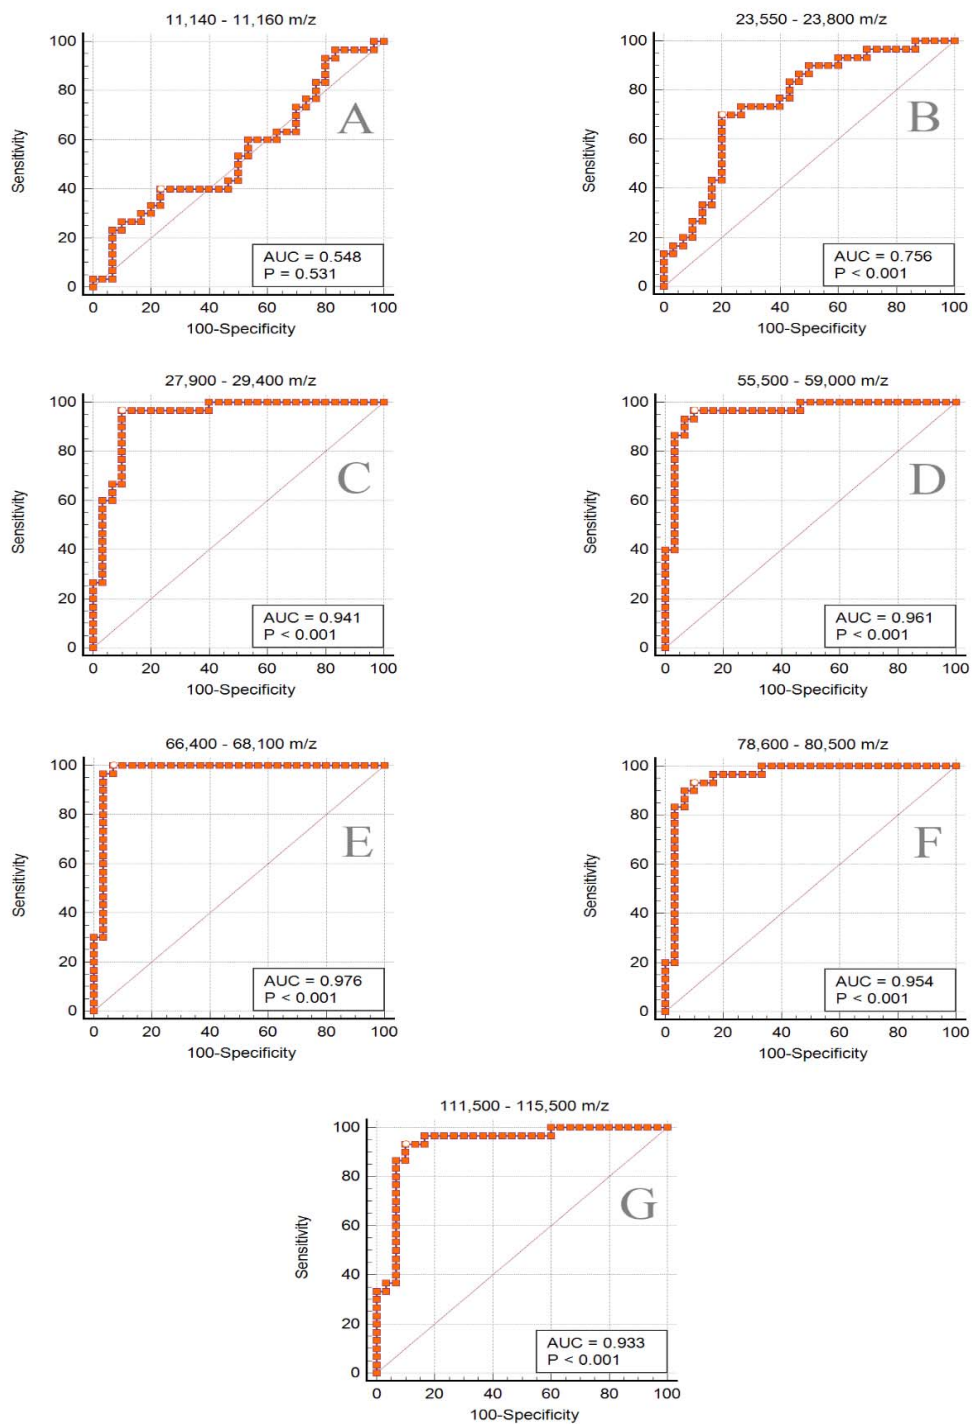 11,140 - 11,160 m/z
100
80
60
40
20
0
Sensitivity
A
AUC = 0.548
P = 0.531
0 20 40 60 80 100
100-Specificity
23,550 - 23,800 m/z
100
80
60
40
20
0
Sensitivity
B
AUC = 0.756
P < 0.001
0 20 40 60 80 100
100-Specificity
27,900 - 29,400 m/z
100
80
60
40
20
0
Sensitivity
C
AUC = 0.941
P < 0.001
0 20 40 60 80 100
100-Specificity
55,500 - 59,000 m/z
100
80
60
40
20
0
Sensitivity
D
AUC = 0.961
P < 0.001
0 20 40 60 80 100
100-Specificity
66,400 - 68,100 m/z
100
80
60
40
20
0
Sensitivity
E
AUC = 0.976
P < 0.001
0 20 40 60 80 100
100-Specificity
78,600 - 80,500 m/z
100
80
60
40
20
0
Sensitivity
F
AUC = 0.954
P < 0.001
0 20 40 60 80 100
100-Specificity
111,500 - 115,500 m/z
100
80
60
40
20
0
Sensitivity
G
AUC = 0.933
P < 0.001
0 20 40 60 80 100
100-Specificity